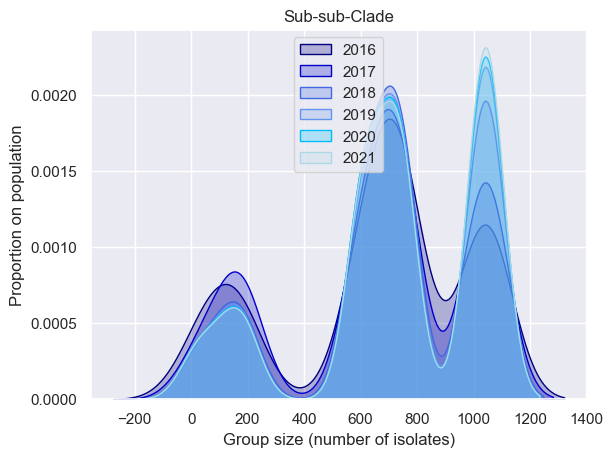 Sub-sub-Clade
2016
2017
2018
2019
2020
2021
Proportion on population
0.0020
0.0015
0.0010
0.0005
0.0000
−200 0 200 400 600 800 1000 1200 1400
Group size (number of isolates)